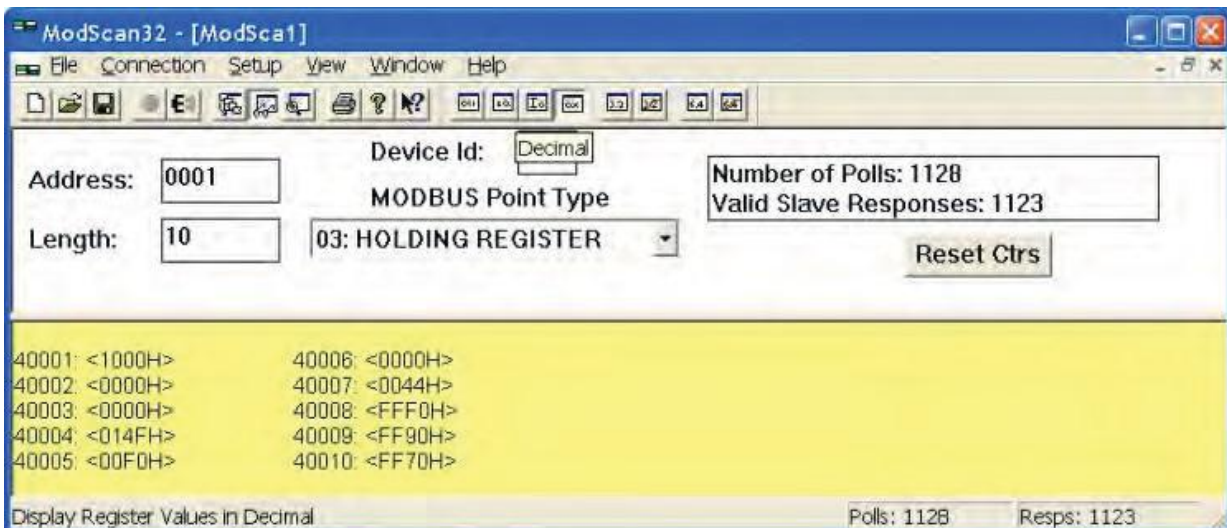 ModScan32 - [ModSca1]
File Connection Setup View Window Help
Device Id:
Decimal
Address: 0001
MODBUS Point Type
Number of Polls: 1128
Valid Slave Responses: 1123
Length: 10
03: HOLDING REGISTER
Reset Ctrs
40001: <1000H> 40006: <0000H>
40002: <0000H> 40007: <0044H>
40003: <0000H> 40008: <FFF0H>
40004: <014FH> 40009: <FF90H>
40005: <00F0H> 40010: <FF70H>
Display Register Values in Decimal
Polls: 1128
Resps: 1123